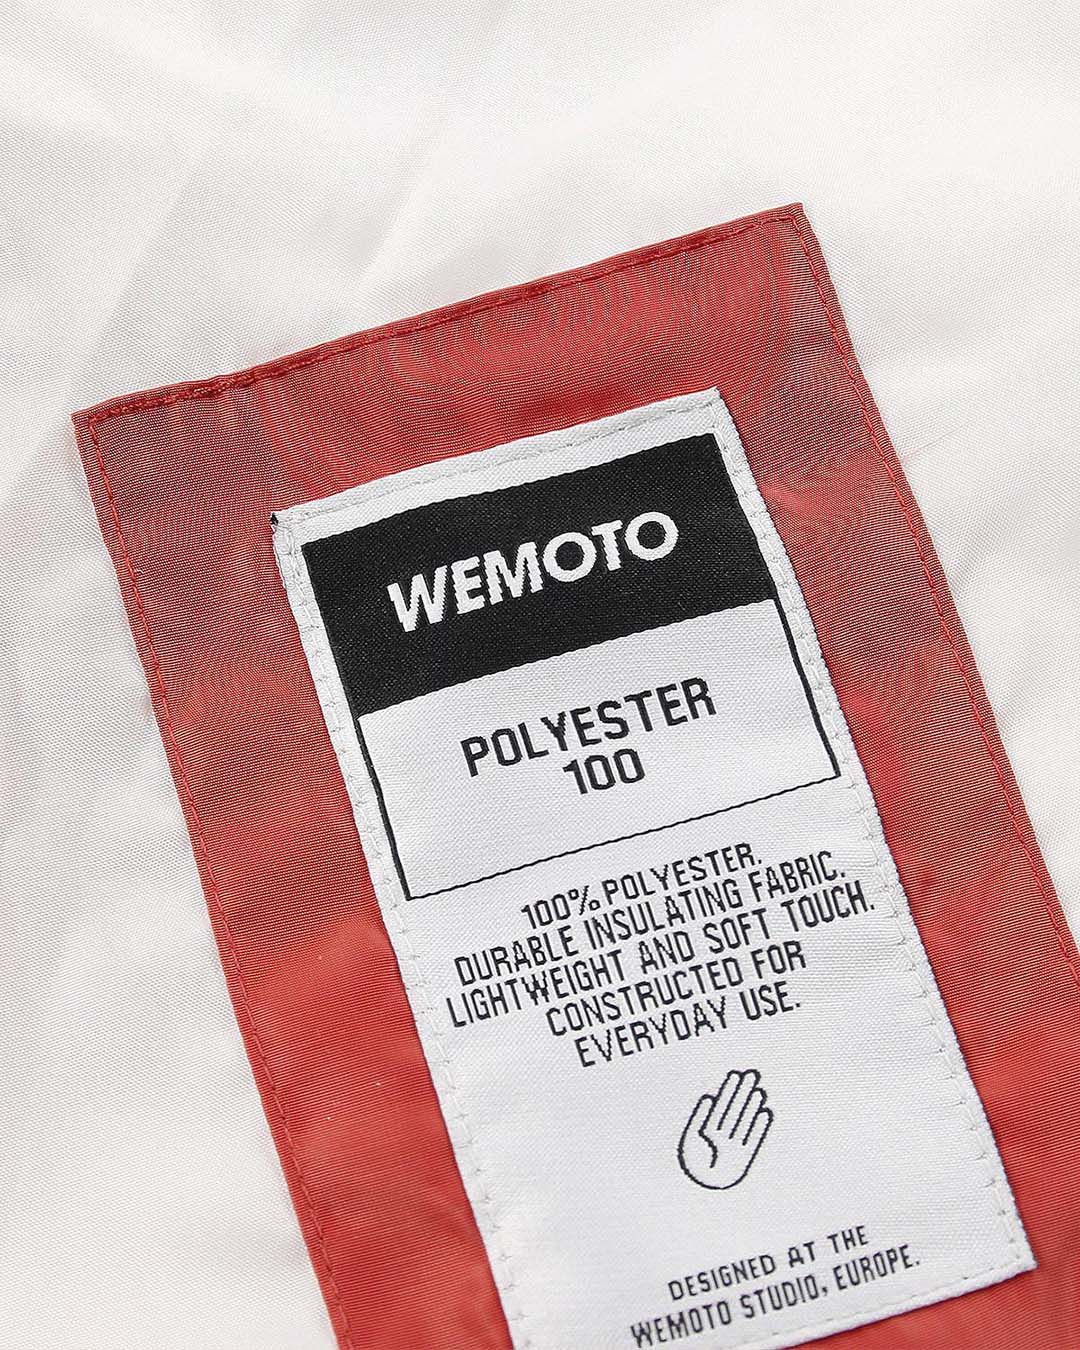 WEMOTO
POLYESTER
100
100% POLYESTER.
DURABLE INSULATING FABRIC.
LIGHTWEIGHT AND SOFT TOUCH.
CONSTRUCTED FOR
EVERYDAY USE.
DESIGNED AT THE
WEMOTO STUDIO, EUROPE.